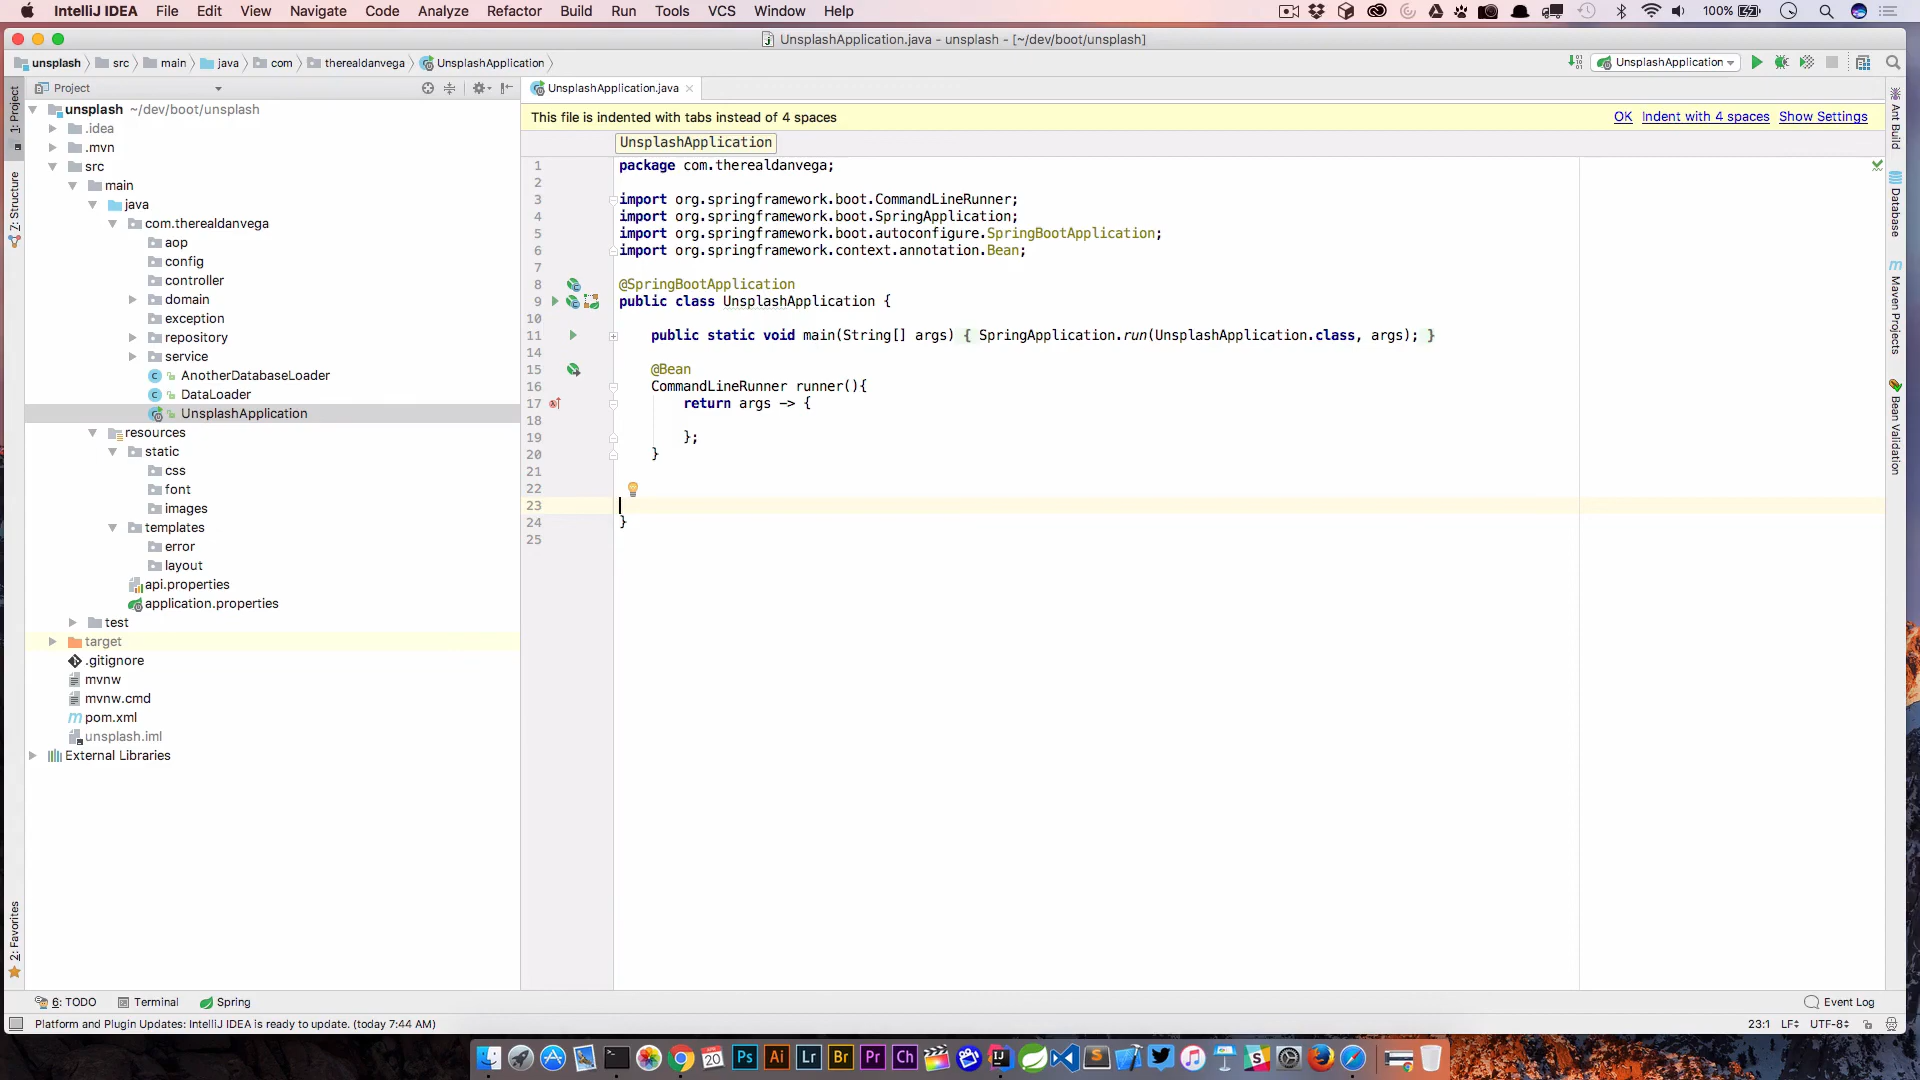 IntelliJ IDEA File Edit View Navigate Code Analyze Refactor Build Run Tools VCS Window Help 100%
UnsplashApplication.java - unsplash - [~/dev/boot/unsplash]
unsplash src main java com therealdanvega UnsplashApplication UnsplashApplication
Project UnsplashApplication.java
1: Project
Z: Structure
2: Favorites
unsplash ~/dev/boot/unsplash
.idea
.mvn
src
main
java
com.therealdanvega
aop
config
controller
domain
exception
repository
service
AnotherDatabaseLoader
DataLoader
UnsplashApplication
resources
static
css
font
images
templates
error
layout
api.properties
application.properties
test
target
.gitignore
mvnw
mvnw.cmd
pom.xml
unsplash.iml
External Libraries
This file is indented with tabs instead of 4 spaces OK Indent with 4 spaces Show Settings
UnsplashApplication
1 package com.therealdanvega;
2
3 import org.springframework.boot.CommandLineRunner;
4 import org.springframework.boot.SpringApplication;
5 import org.springframework.boot.autoconfigure.SpringBootApplication;
6 import org.springframework.context.annotation.Bean;
7
8 @SpringBootApplication
9 public class UnsplashApplication {
10
11 public static void main(String[] args) { SpringApplication.run(UnsplashApplication.class, args); }
14
15 @Bean
16 CommandLineRunner runner(){
17 return args -> {
18
19 };
20 }
21
22
23
24 }
25
Ant Build
Database
Maven Projects
Bean Validation
6: TODO Terminal Spring Event Log
Platform and Plugin Updates: IntelliJ IDEA is ready to update. (today 7:44 AM) 23:1 LF UTF-8
20 Ps Ai Lr Br Pr Ch IJ S